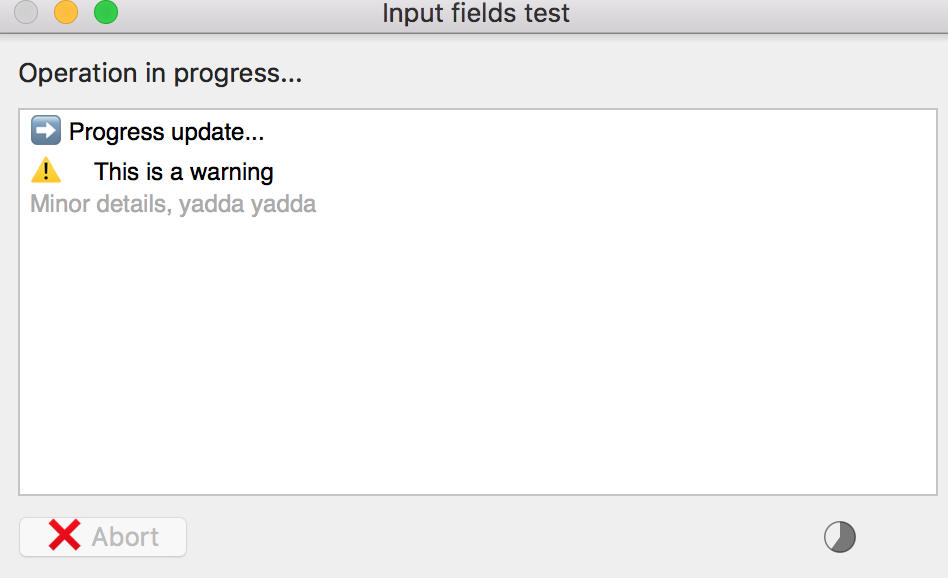 Input fields test
Operation in progress...
Progress update...
This is a warning
Minor details, yadda yadda
Abort